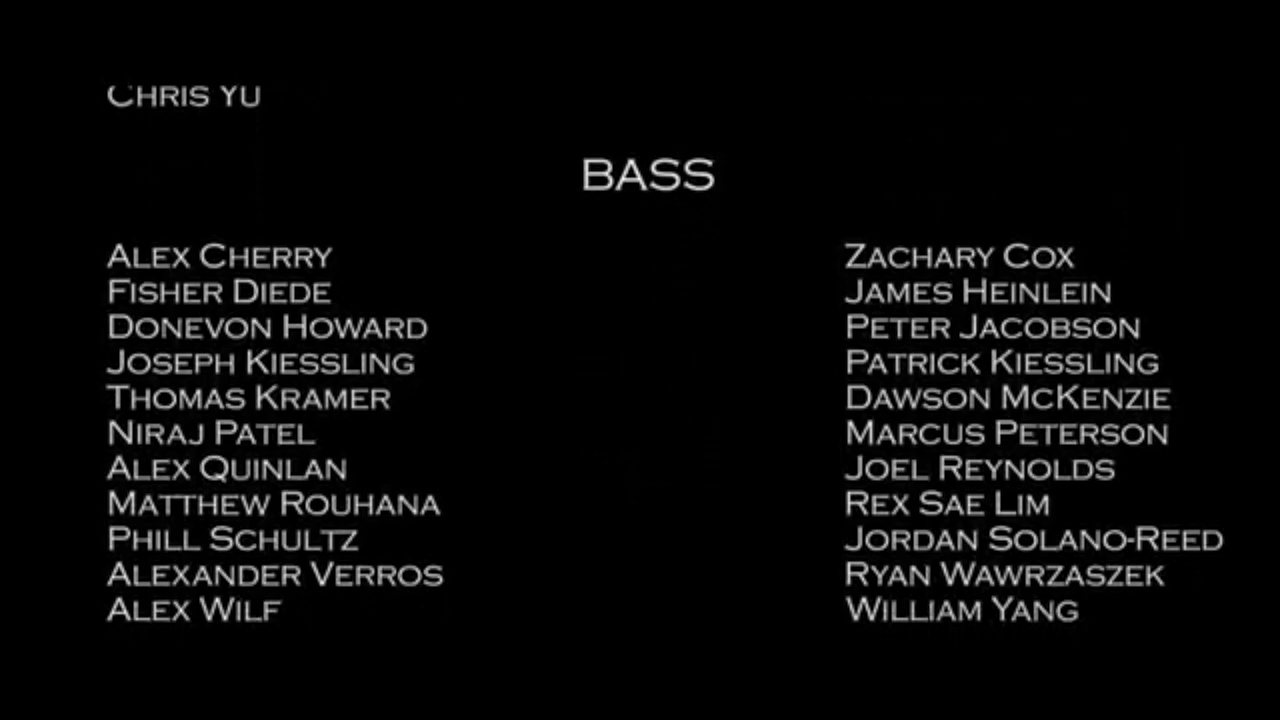 CHRIS YU
BASS
ALEX CHERRY
FISHER DIEDE
DONEVON HOWARD
JOSEPH KIESSLING
THOMAS KRAMER
NIRAJ PATEL
ALEX QUINLAN
MATTHEW ROUHANA
PHILL SCHULTZ
ALEXANDER VERROS
ALEX WILF
ZACHARY COX
JAMES HEINLEIN
PETER JACOBSON
PATRICK KIESSLING
DAWSON MCKENZIE
MARCUS PETERSON
JOEL REYNOLDS
REX SAE LIM
JORDAN SOLANO-REED
RYAN WAWRZASZEK
WILLIAM YANG